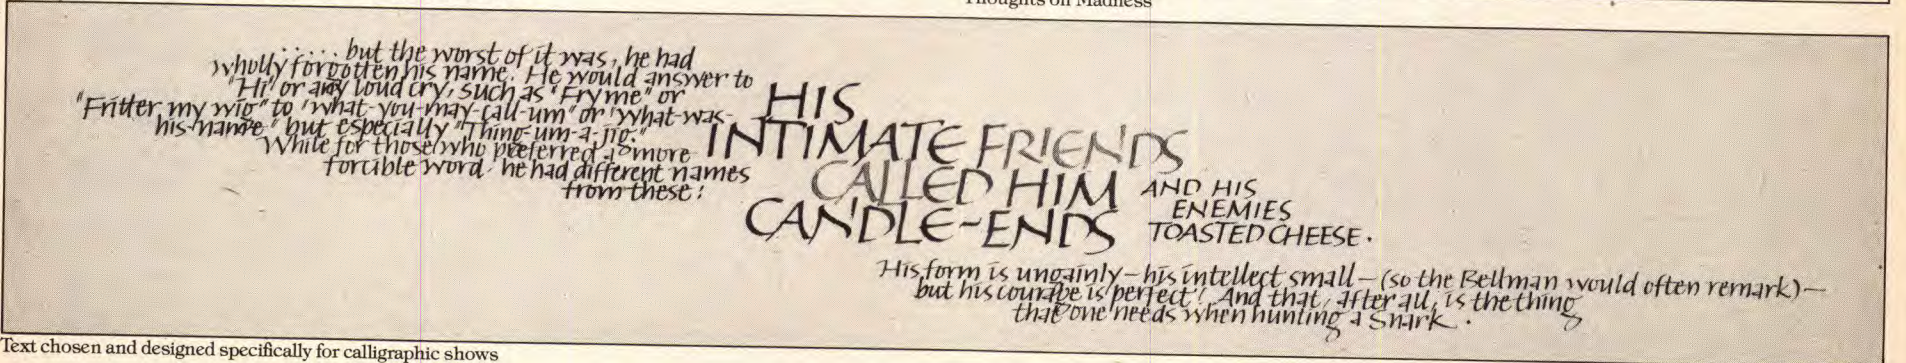 Thoughts on Madness
..... but the worst of it was, he had
wholly forgotten his name. He would answer to
"Hi" or any loud cry, such as "Fry me" or
"Fritter my wig" to "what-you-may-call-um" or "what-was-
his-name" but especially "Thing-um-a-jig."
While for those who preferred a more
forcible word he had different names
from these:
HIS
INTIMATE FRIENDS
CALLED HIM
CANDLE-ENDS
AND HIS
ENEMIES
TOASTED CHEESE.
His form is ungainly – his intellect small – (so the Bellman would often remark) –
but his courage is perfect! And that, after all, is the thing
that one needs when hunting a Snark.
Text chosen and designed specifically for calligraphic shows